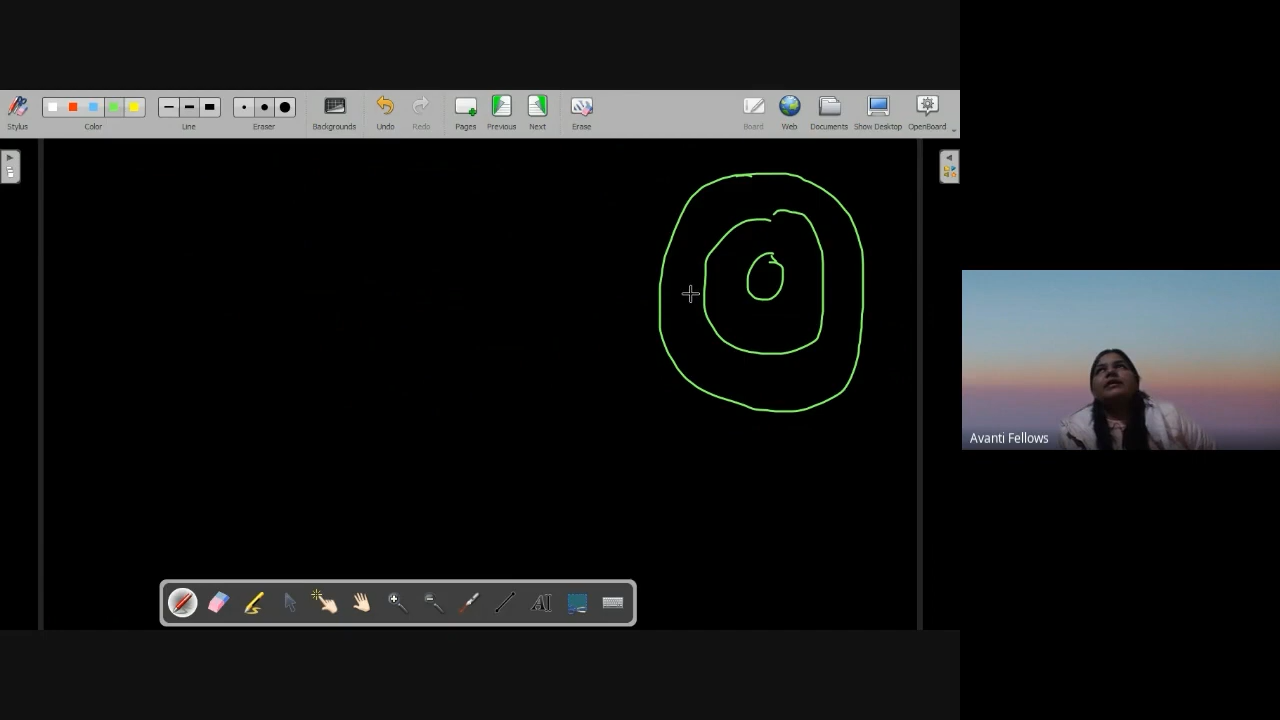 Stylus Color Line Eraser Backgrounds Undo Redo Pages Previous Next Erase Board Web Documents Show Desktop OpenBoard
Avanti Fellows
AI